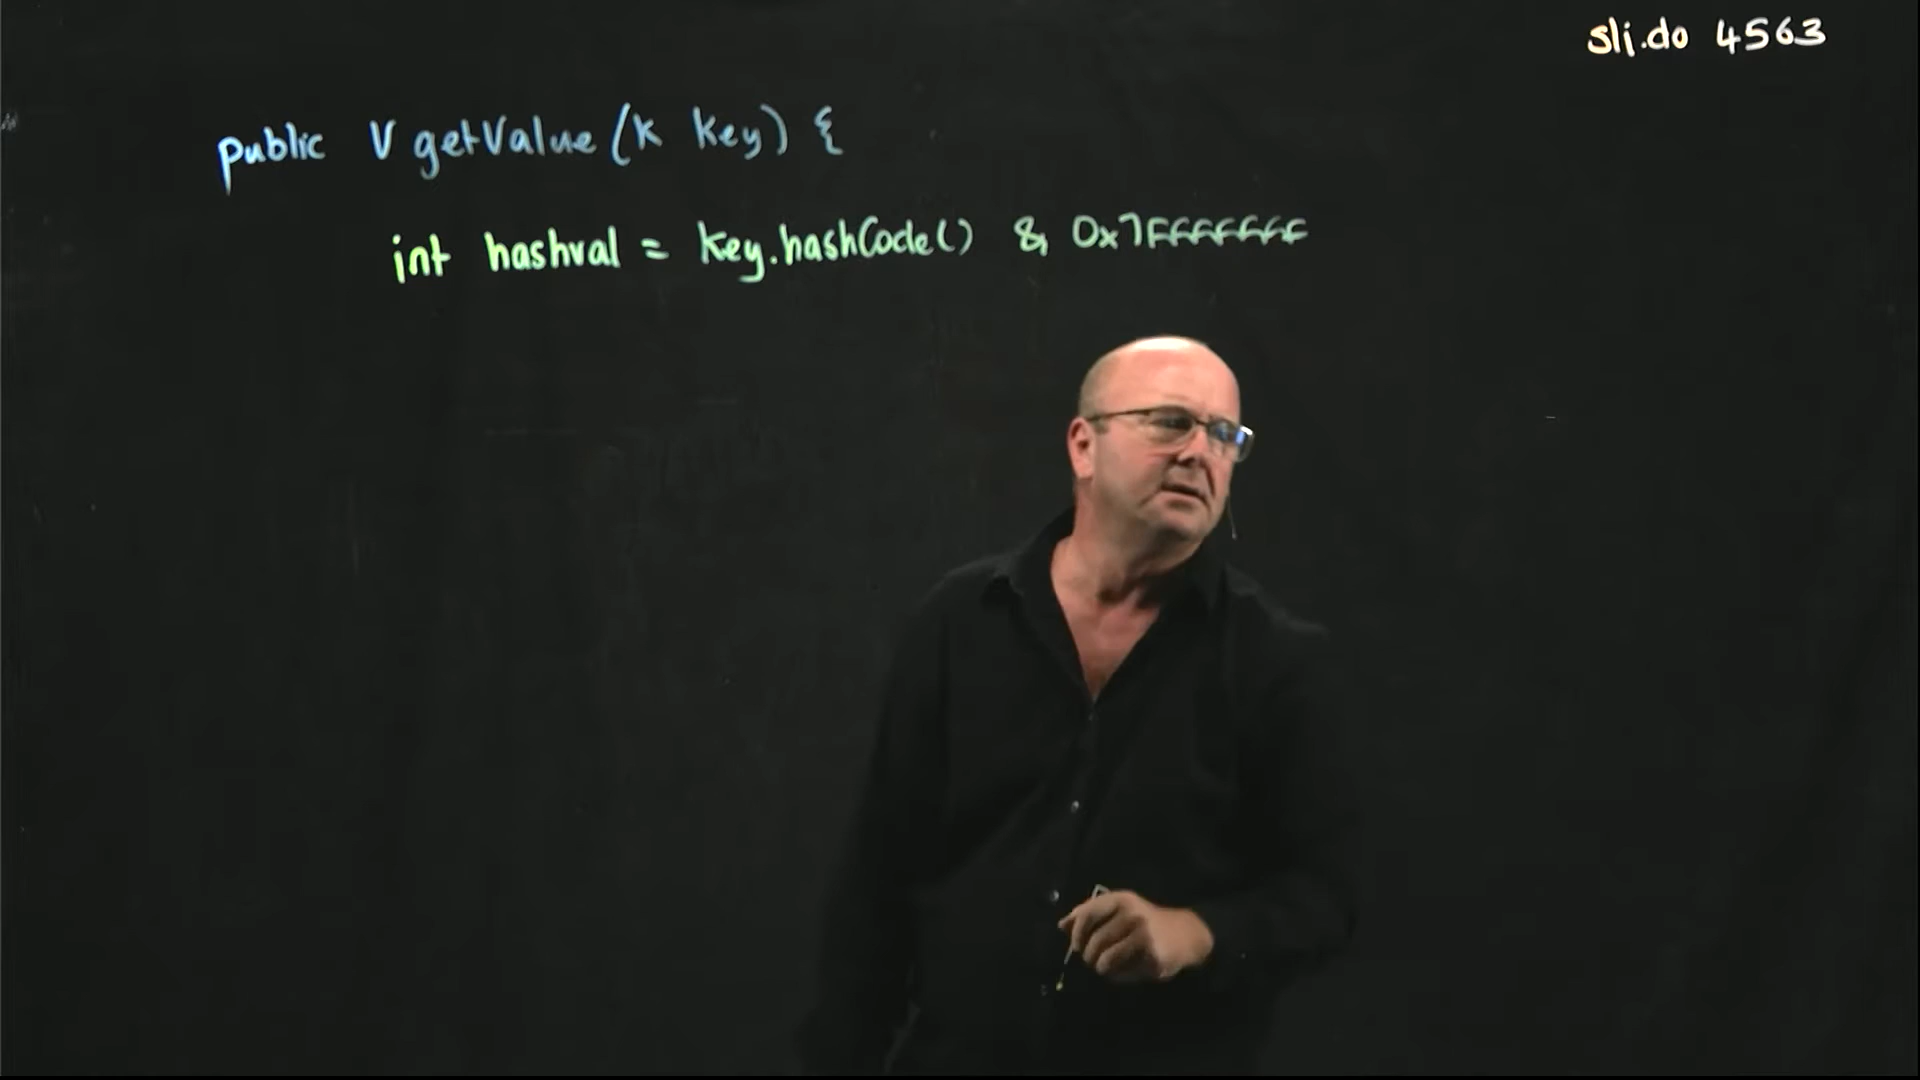 sli.do 4563
public V getValue(K key) {
int hashval = key.hashCode() & 0x7FFFFFFF